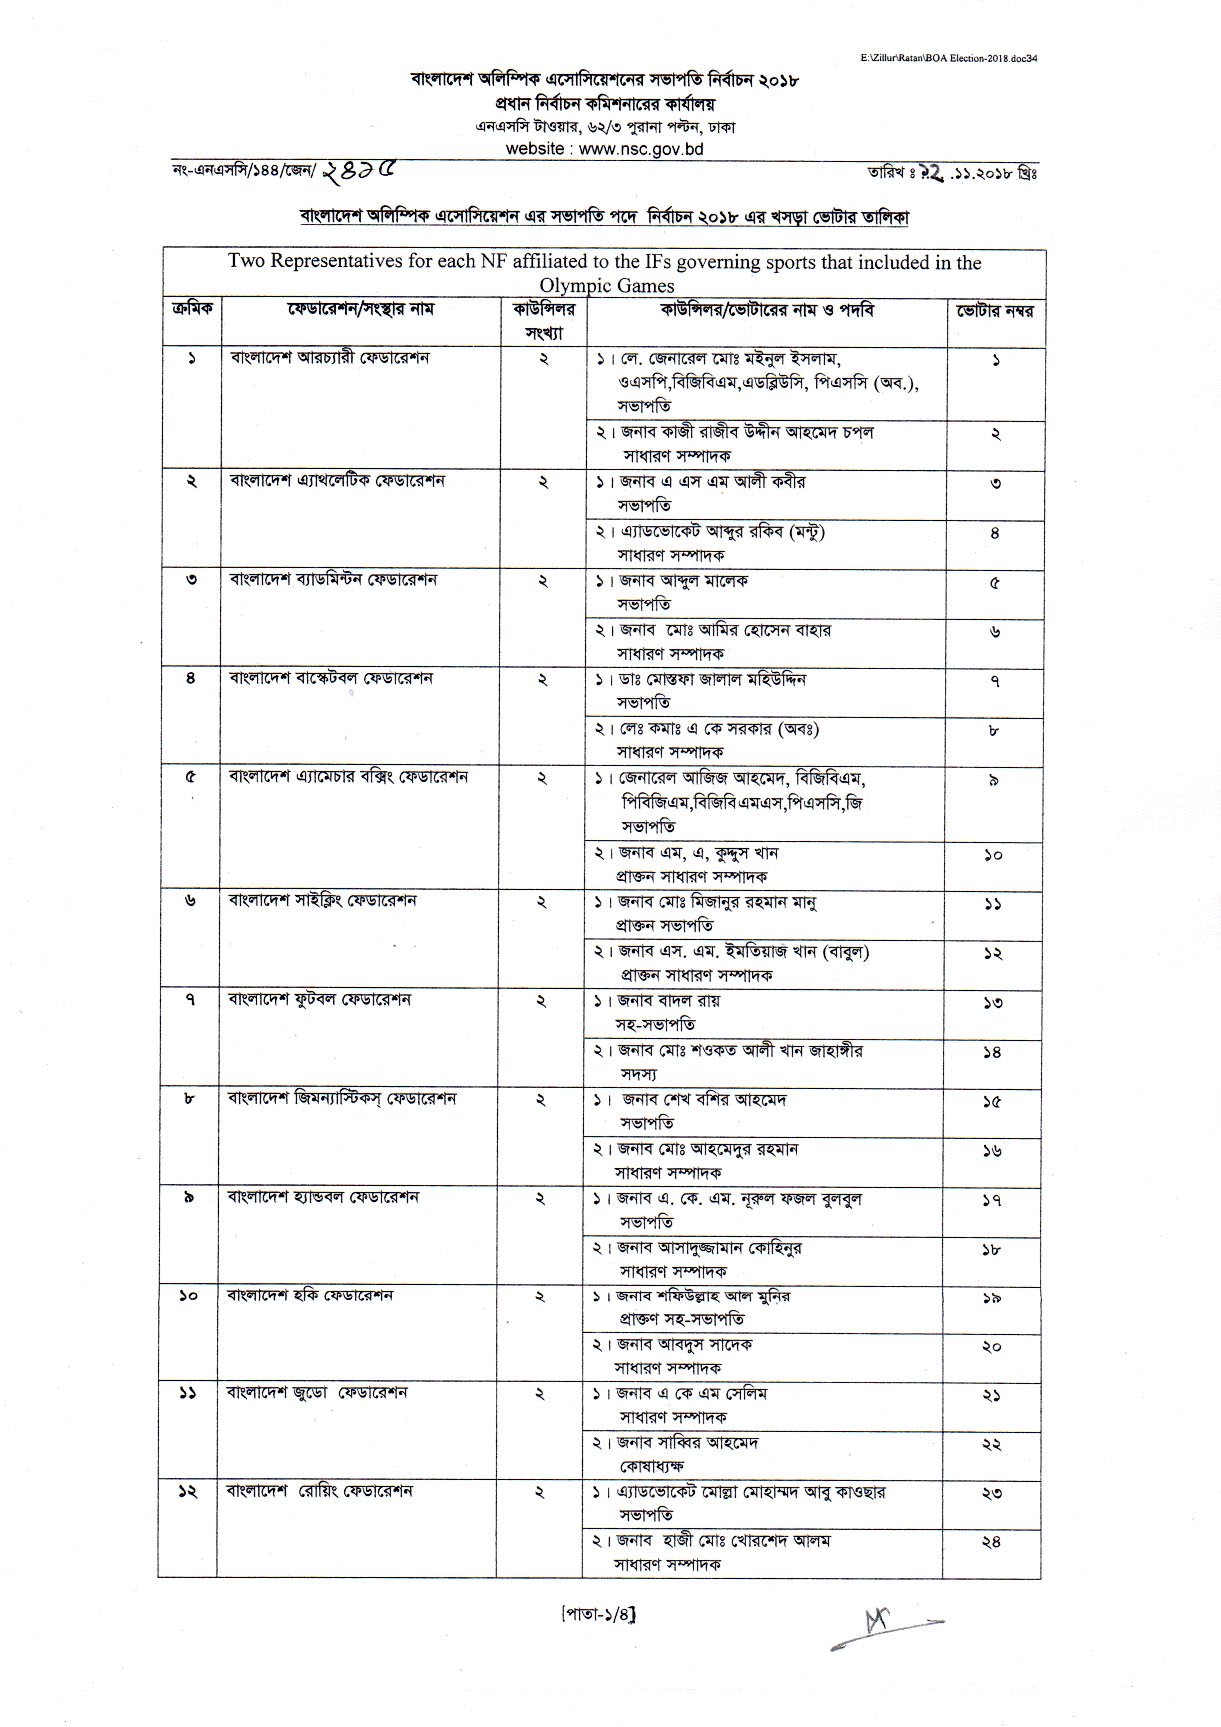 E:\Zillur\Ratan\BOA Election-2018.doc34
বাংলাদেশ অলিম্পিক এসোসিয়েশনের সভাপতি নির্বাচন ২০১৮
প্রধান নির্বাচন কমিশনারের কার্যালয়
এনএসসি টাওয়ার, ৬২/৩ পুরানা পল্টন, ঢাকা
website : www.nsc.gov.bd
নং-এনএসসি/১৪৪/জেন/ ২৪১৫ তারিখ ঃ ২২.১১.২০১৮ খ্রিঃ
বাংলাদেশ অলিম্পিক এসোসিয়েশন এর সভাপতি পদে নির্বাচন ২০১৮ এর খসড়া ভোটার তালিকা
Two Representatives for each NF affiliated to the IFs governing sports that included in the
Olympic Games
ক্রমিক ফেডারেশন/সংস্থার নাম কাউন্সিলর কাউন্সিলর/ভোটারের নাম ও পদবি ভোটার নম্বর
সংখ্যা
১ বাংলাদেশ আরচ্যারী ফেডারেশন ২ ১। লে. জেনারেল মোঃ মইনুল ইসলাম, ১
ওএসপি,বিজিবিএম,এডব্লিউসি, পিএসসি (অব.),
সভাপতি
২। জনাব কাজী রাজীব উদ্দীন আহমেদ চপল ২
সাধারণ সম্পাদক
২ বাংলাদেশ এ্যাথলেটিক ফেডারেশন ২ ১। জনাব এ এস এম আলী কবীর ৩
সভাপতি
২। এ্যাডভোকেট আব্দুর রকিব (মন্টু) ৪
সাধারণ সম্পাদক
৩ বাংলাদেশ ব্যাডমিন্টন ফেডারেশন ২ ১। জনাব আব্দুল মালেক ৫
সভাপতি
২। জনাব মোঃ আমির হোসেন বাহার ৬
সাধারণ সম্পাদক
৪ বাংলাদেশ বাস্কেটবল ফেডারেশন ২ ১। ডাঃ মোস্তফা জালাল মহিউদ্দিন ৭
সভাপতি
২। লেঃ কমাঃ এ কে সরকার (অবঃ) ৮
সাধারণ সম্পাদক
৫ বাংলাদেশ এ্যামেচার বক্সিং ফেডারেশন ২ ১। জেনারেল আজিজ আহমেদ, বিজিবিএম, ৯
পিবিজিএম,বিজিবিএমএস,পিএসসি,জি
সভাপতি
২। জনাব এম, এ, কুদ্দুস খান ১০
প্রাক্তন সাধারণ সম্পাদক
৬ বাংলাদেশ সাইক্লিং ফেডারেশন ২ ১। জনাব মোঃ মিজানুর রহমান মানু ১১
প্রাক্তন সভাপতি
২। জনাব এস. এম. ইমতিয়াজ খান (বাবুল) ১২
প্রাক্তন সাধারণ সম্পাদক
৭ বাংলাদেশ ফুটবল ফেডারেশন ২ ১। জনাব বাদল রায় ১৩
সহ-সভাপতি
২। জনাব মোঃ শওকত আলী খান জাহাঙ্গীর ১৪
সদস্য
৮ বাংলাদেশ জিমন্যাস্টিকস্ ফেডারেশন ২ ১। জনাব শেখ বশির আহমেদ ১৫
সভাপতি
২। জনাব মোঃ আহমেদুর রহমান ১৬
সাধারণ সম্পাদক
৯ বাংলাদেশ হ্যান্ডবল ফেডারেশন ২ ১। জনাব এ. কে. এম. নূরুল ফজল বুলবুল ১৭
সভাপতি
২। জনাব আসাদুজ্জামান কোহিনুর ১৮
সাধারণ সম্পাদক
১০ বাংলাদেশ হকি ফেডারেশন ২ ১। জনাব শফিউল্লাহ আল মুনির ১৯
প্রাক্তণ সহ-সভাপতি
২। জনাব আবদুস সাদেক ২০
সাধারণ সম্পাদক
১১ বাংলাদেশ জুডো ফেডারেশন ২ ১। জনাব এ কে এম সেলিম ২১
সাধারণ সম্পাদক
২। জনাব সাব্বির আহমেদ ২২
কোষাধ্যক্ষ
১২ বাংলাদেশ রোয়িং ফেডারেশন ২ ১। এ্যাডভোকেট মোল্লা মোহাম্মদ আবু কাওছার ২৩
সভাপতি
২। জনাব হাজী মোঃ খোরশেদ আলম ২৪
সাধারণ সম্পাদক
[পাতা-১/৪]